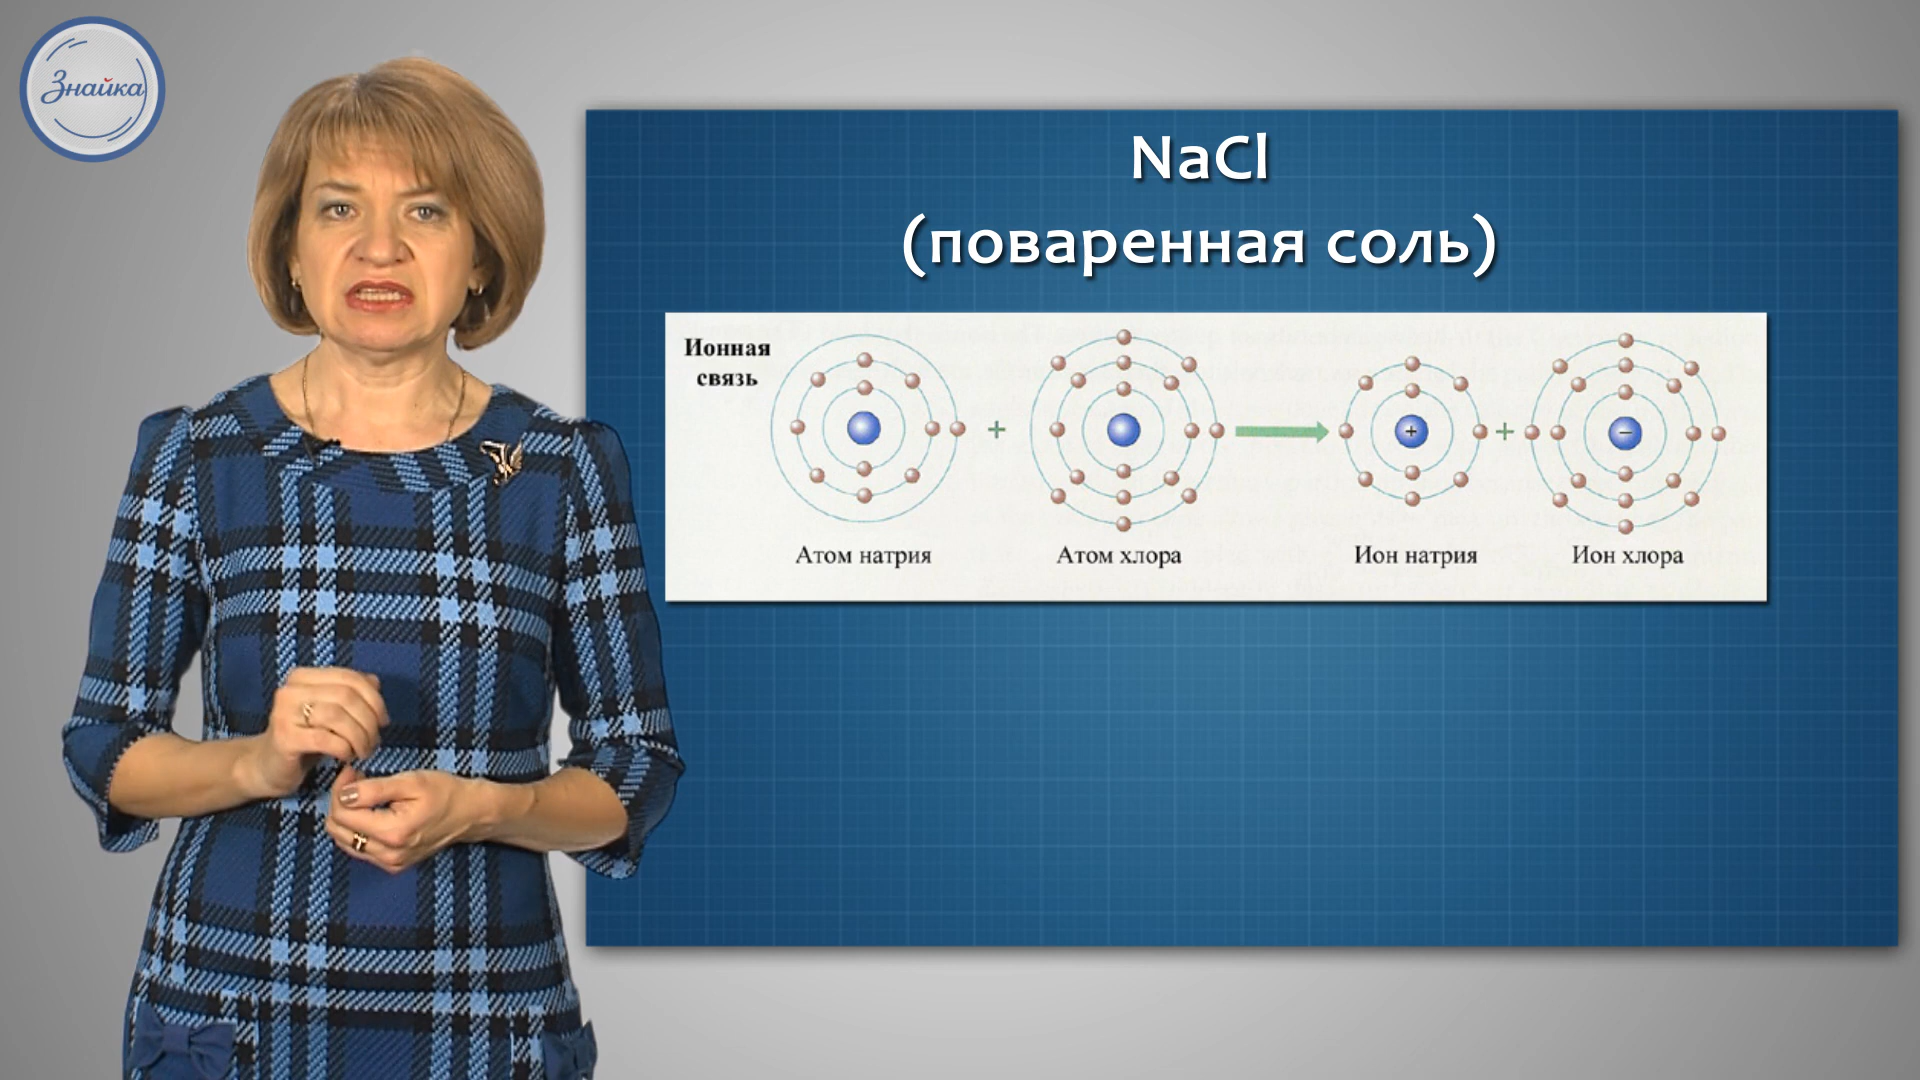 Знайка
NaCl
(поваренная соль)
Ионная
связь
+
+
−
+
Атом натрия
Атом хлора
Ион натрия
Ион хлора